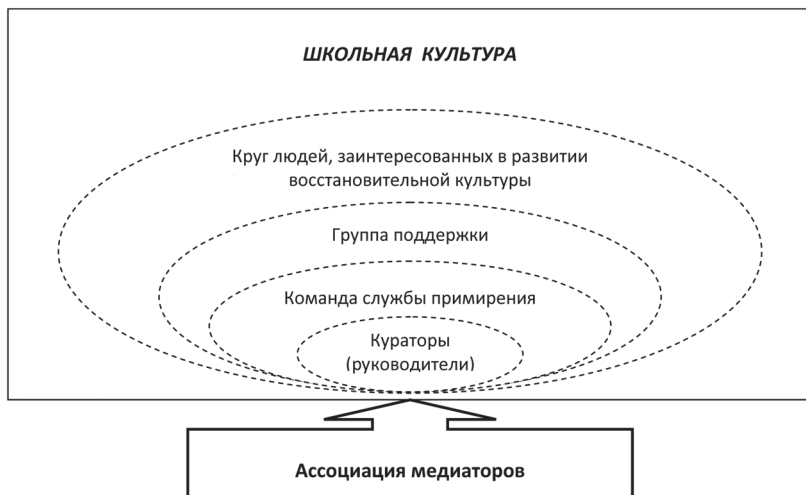 ШКОЛЬНАЯ КУЛЬТУРА
Круг людей, заинтересованных в развитии
восстановительной культуры
Группа поддержки
Команда службы примирения
Кураторы
(руководители)
Ассоциация медиаторов